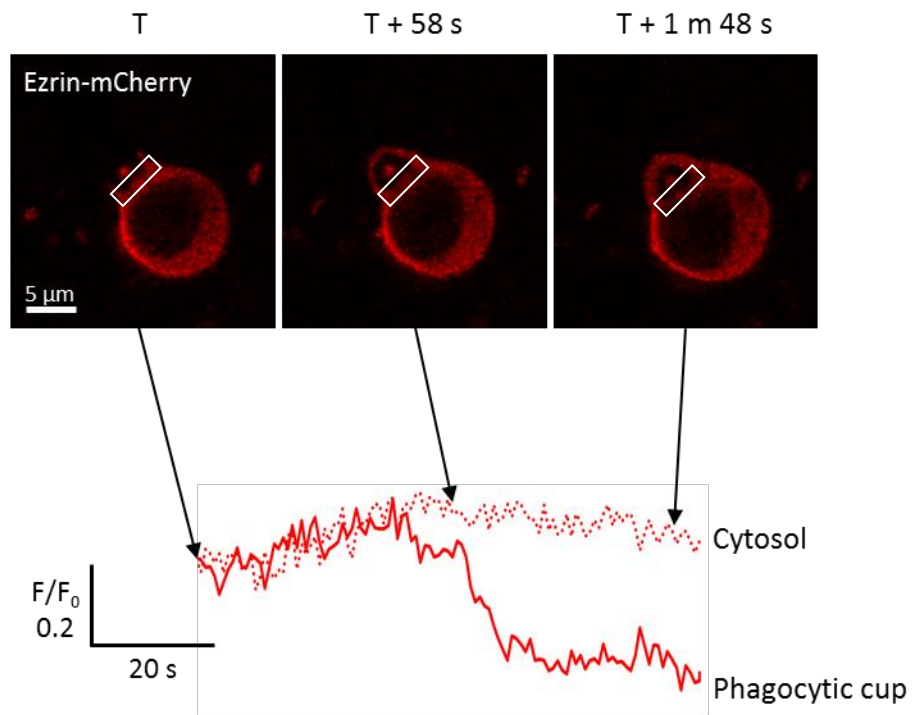 T
T + 58 s
T + 1 m 48 s
Ezrin-mCherry
5 µm
Cytosol
F/F₀
0.2
20 s
Phagocytic cup